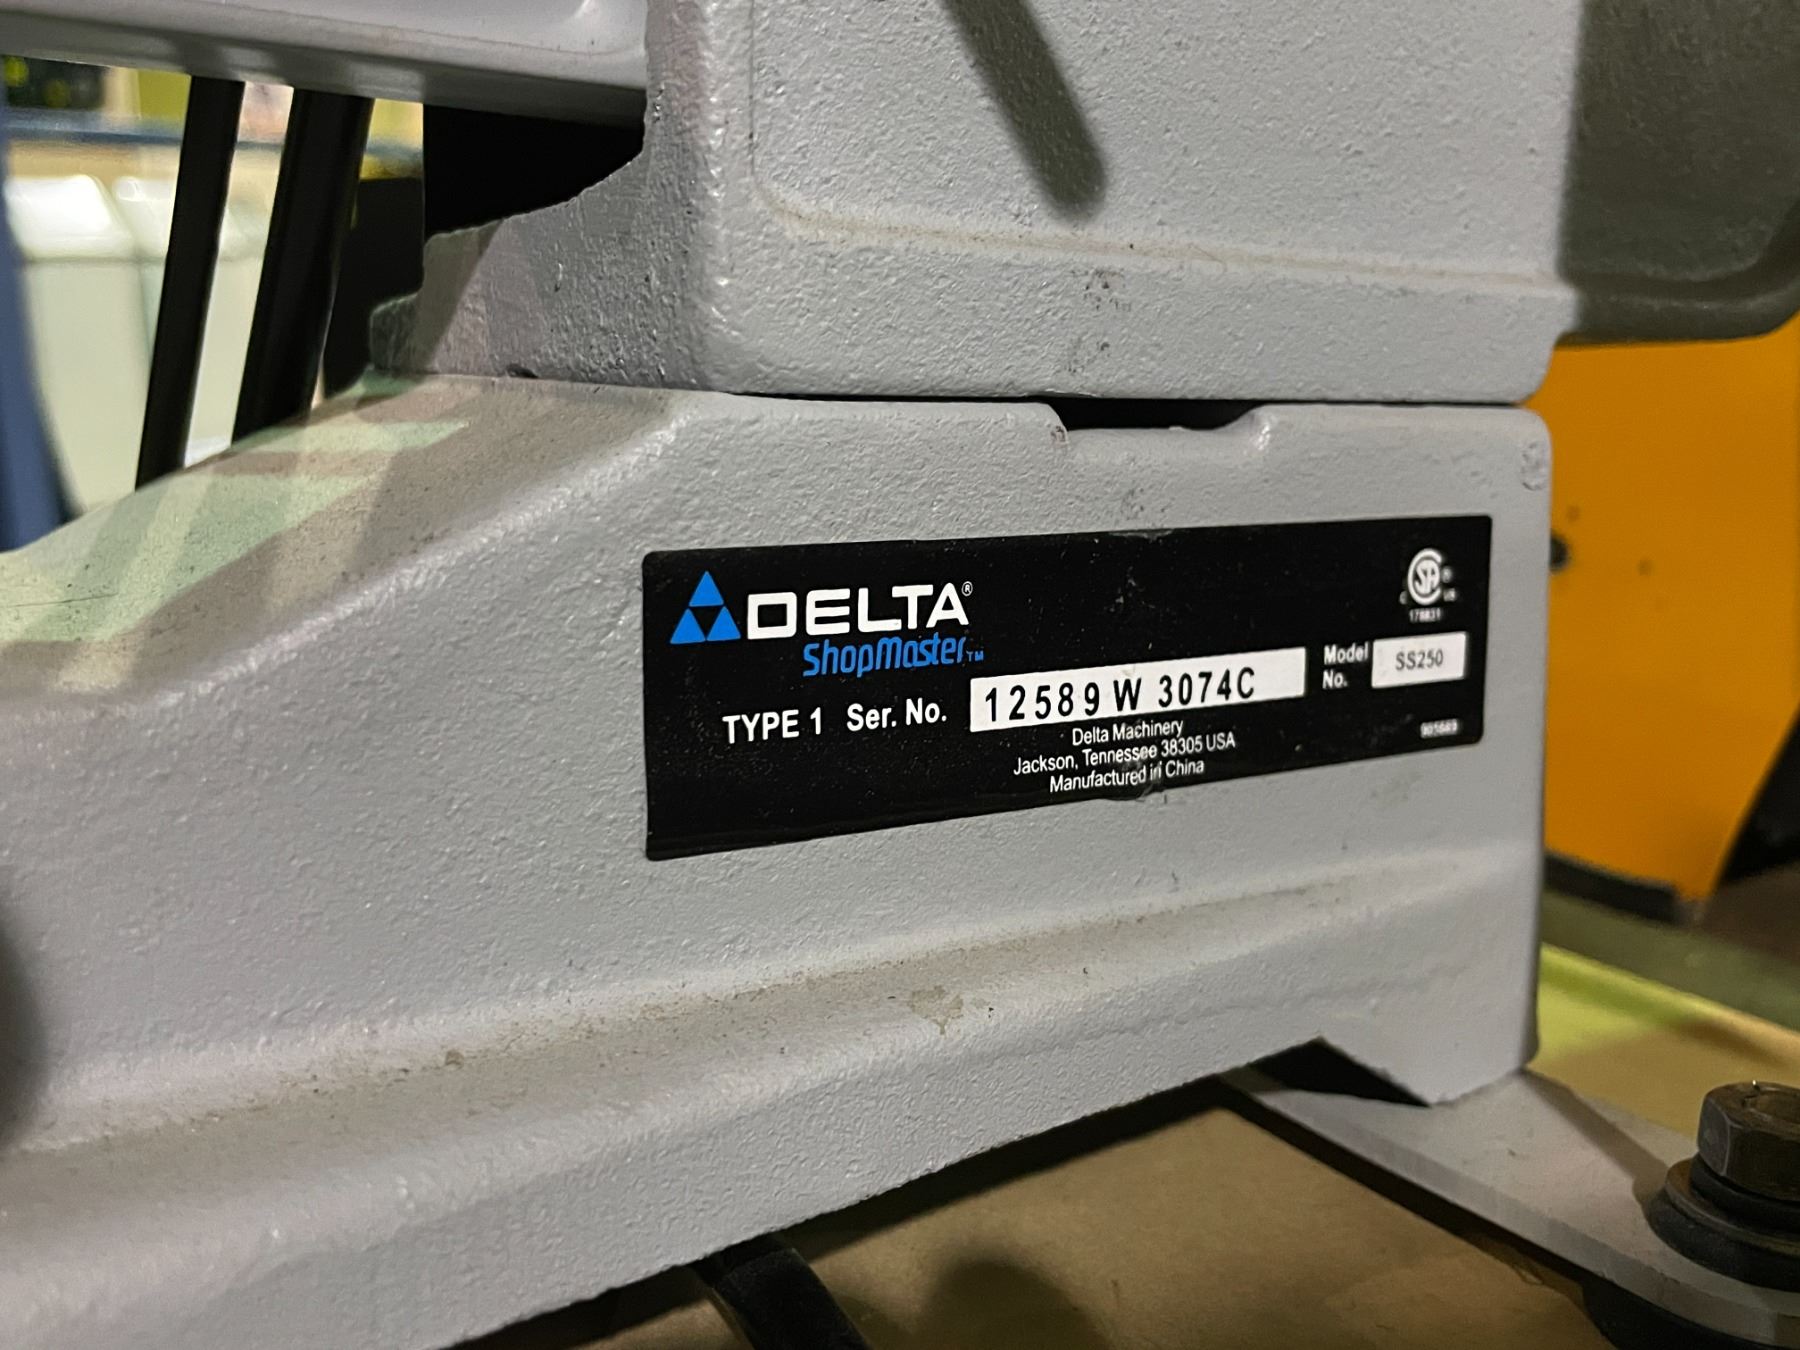 DELTA®
ShopMaster™
TYPE 1 Ser. No. 12589 W 3074C
Model No. SS250
Delta Machinery
Jackson, Tennessee 38305 USA
Manufactured in China